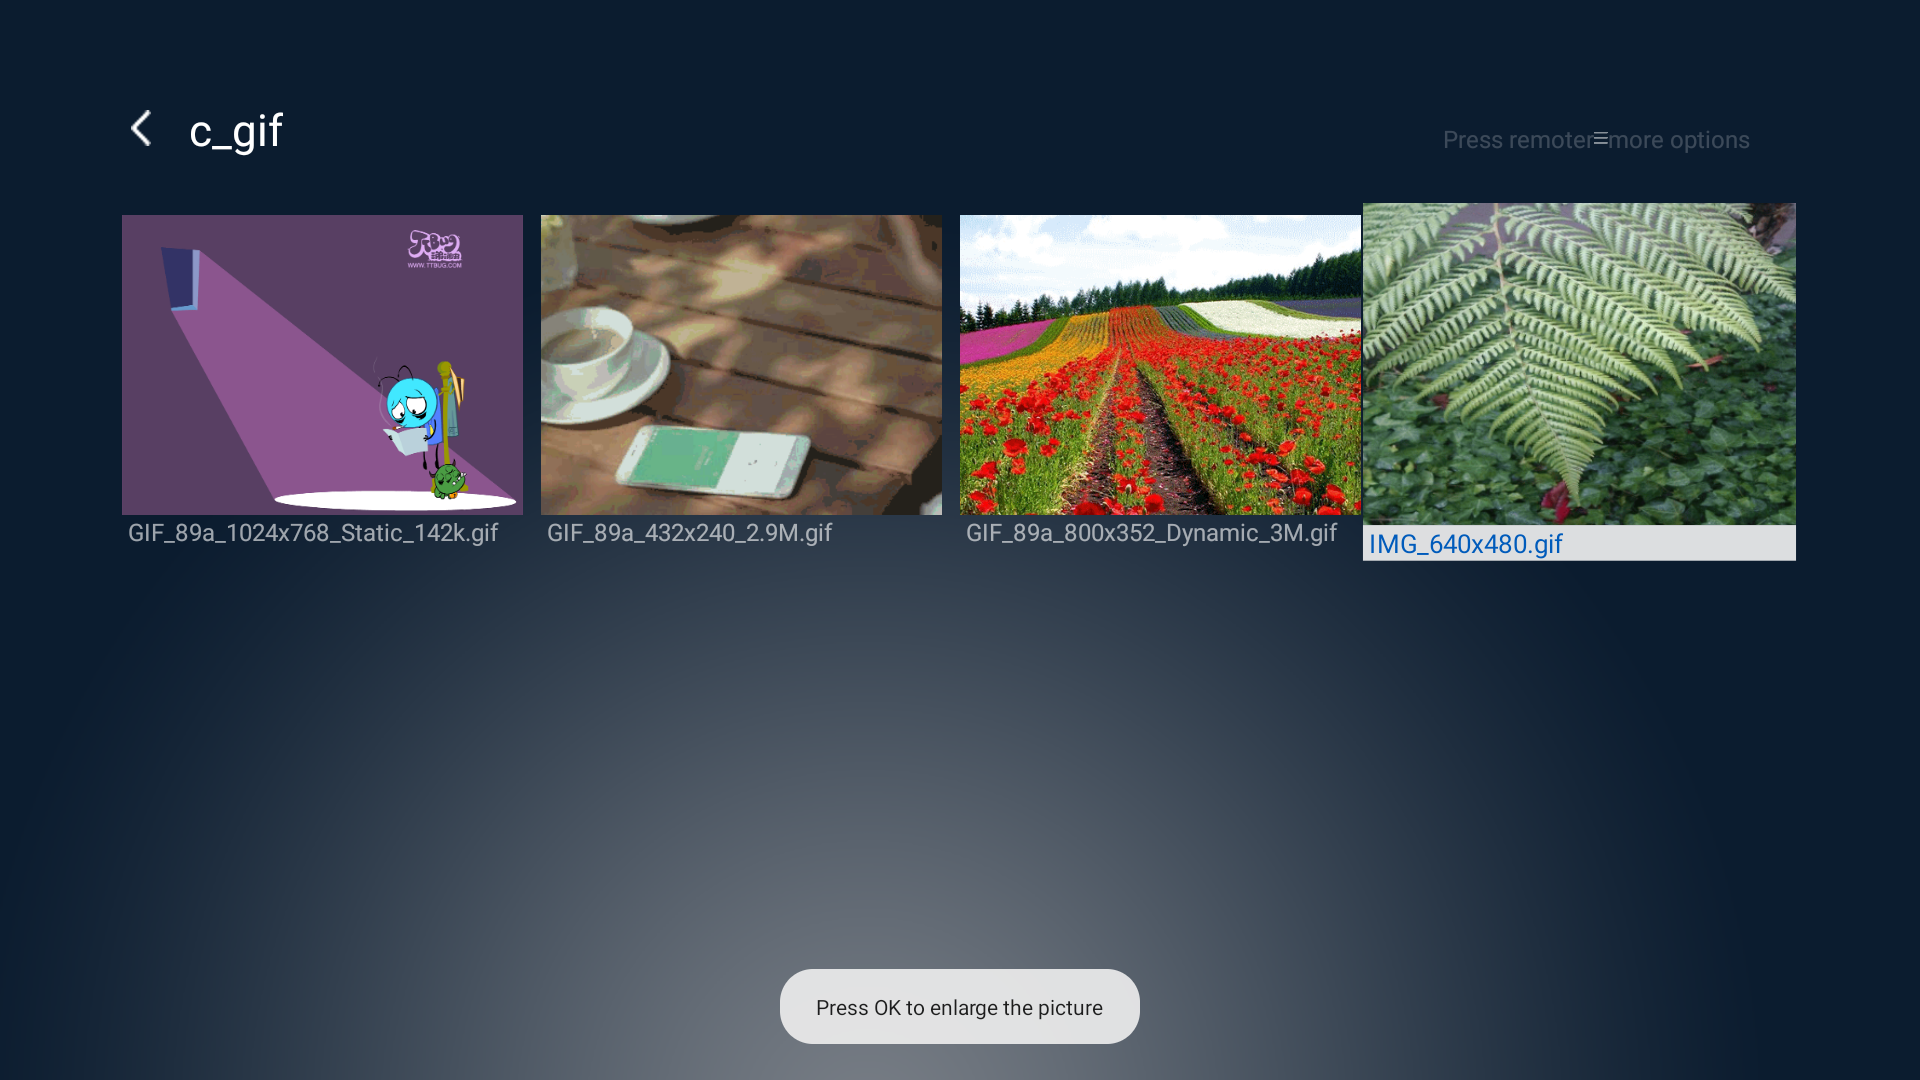 c_gif
Press remoter☰more options
WWW.TTBUG.COM
GIF_89a_1024x768_Static_142k.gif
GIF_89a_432x240_2.9M.gif
GIF_89a_800x352_Dynamic_3M.gif
IMG_640x480.gif
Press OK to enlarge the picture